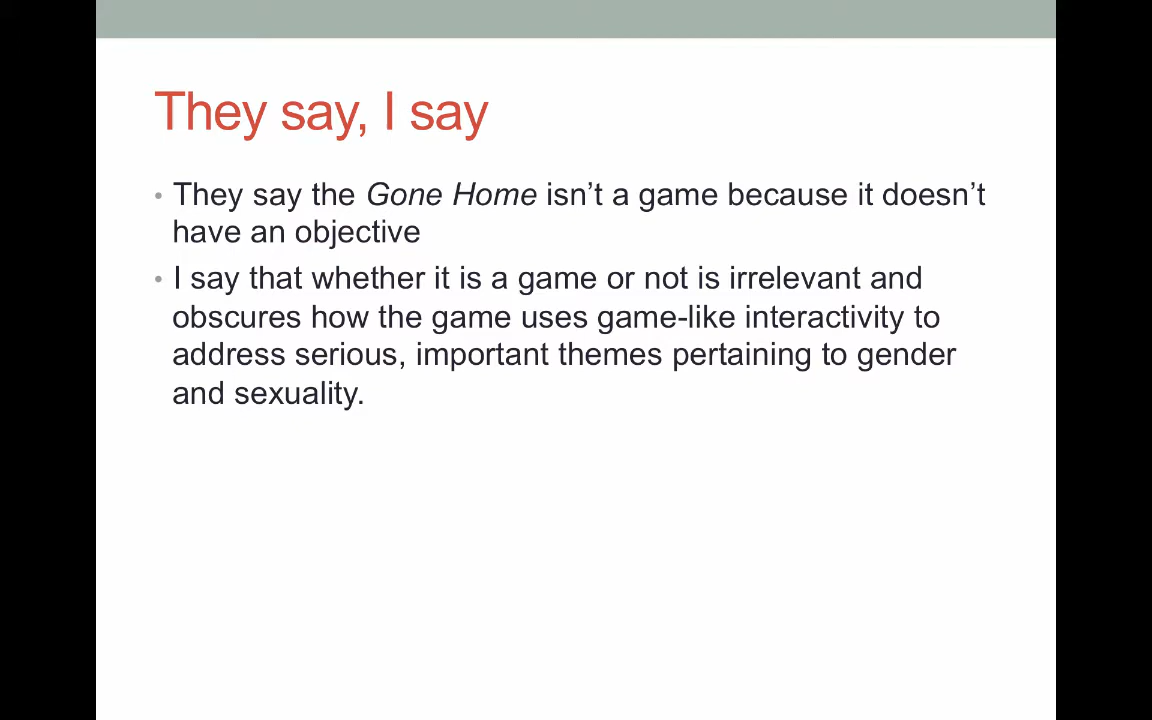 They say, I say
• They say the Gone Home isn’t a game because it doesn’t
have an objective
• I say that whether it is a game or not is irrelevant and
obscures how the game uses game-like interactivity to
address serious, important themes pertaining to gender
and sexuality.